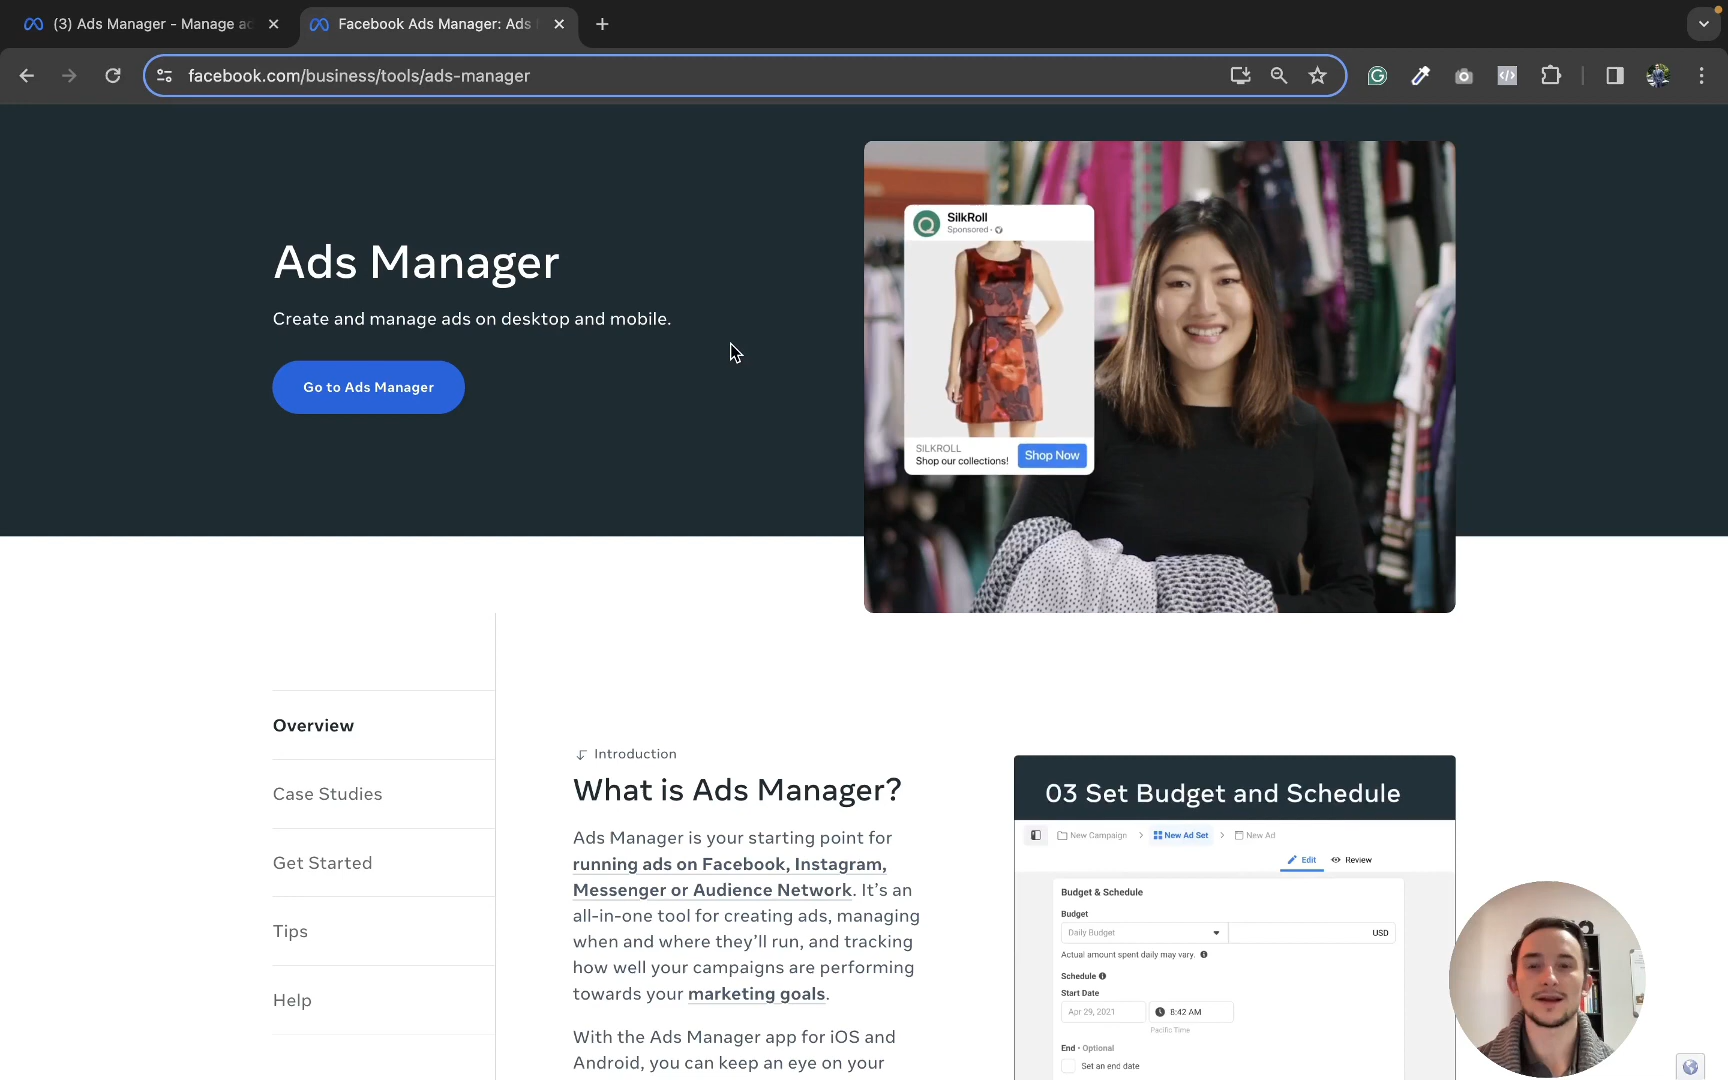 (3) Ads Manager - Manage ad
Facebook Ads Manager: Ads
facebook.com/business/tools/ads-manager
Ads Manager
Create and manage ads on desktop and mobile.
Go to Ads Manager
SilkRoll
Sponsored ·
SILKROLL
Shop our collections!
Shop Now
Overview
Case Studies
Get Started
Tips
Help
Introduction
What is Ads Manager?
Ads Manager is your starting point for
running ads on Facebook, Instagram,
Messenger or Audience Network. It’s an
all-in-one tool for creating ads, managing
when and where they’ll run, and tracking
how well your campaigns are performing
towards your marketing goals.
With the Ads Manager app for iOS and
Android, you can keep an eye on your
03 Set Budget and Schedule
New Campaign > New Ad Set > New Ad
Edit Review
Budget & Schedule
Budget
Daily Budget USD
Actual amount spent daily may vary.
Schedule
Start Date
Apr 29, 2021 8:42 AM
Pacific Time
End • Optional
Set an end date